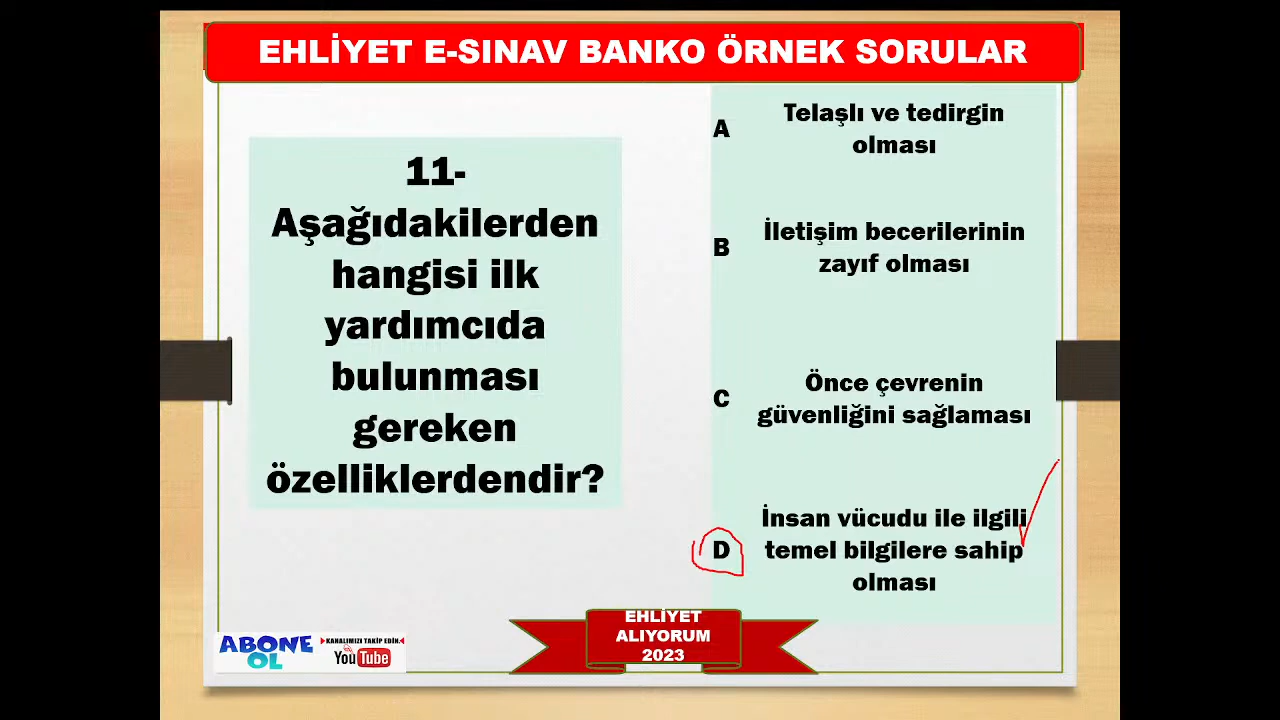 EHLİYET E-SINAV BANKO ÖRNEK SORULAR
11-
Aşağıdakilerden
hangisi ilk
yardımcıda
bulunması
gereken
özelliklerdendir?
A
Telaşlı ve tedirgin
olması
B
İletişim becerilerinin
zayıf olması
C
Önce çevrenin
güvenliğini sağlaması
D
İnsan vücudu ile ilgili
temel bilgilere sahip
olması
EHLİYET
ALIYORUM
2023
ABONE
OL
KANALIMIZI TAKİP EDİN.
YouTube